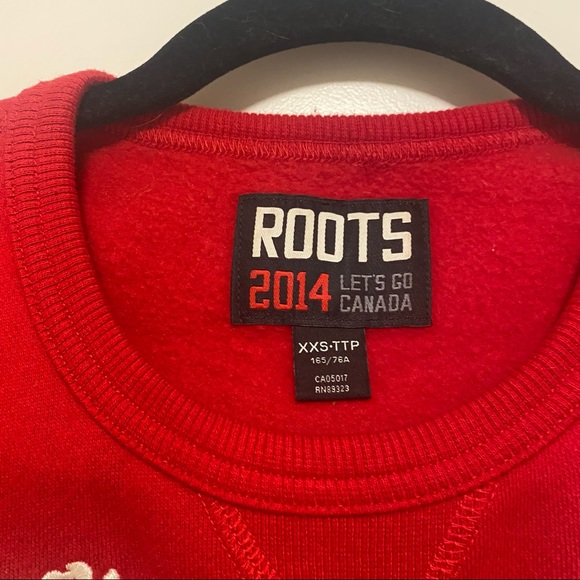 ROOTS
2014 LET'S GO
CANADA
XXS·TTP
165/76A
CA05017
RN89323